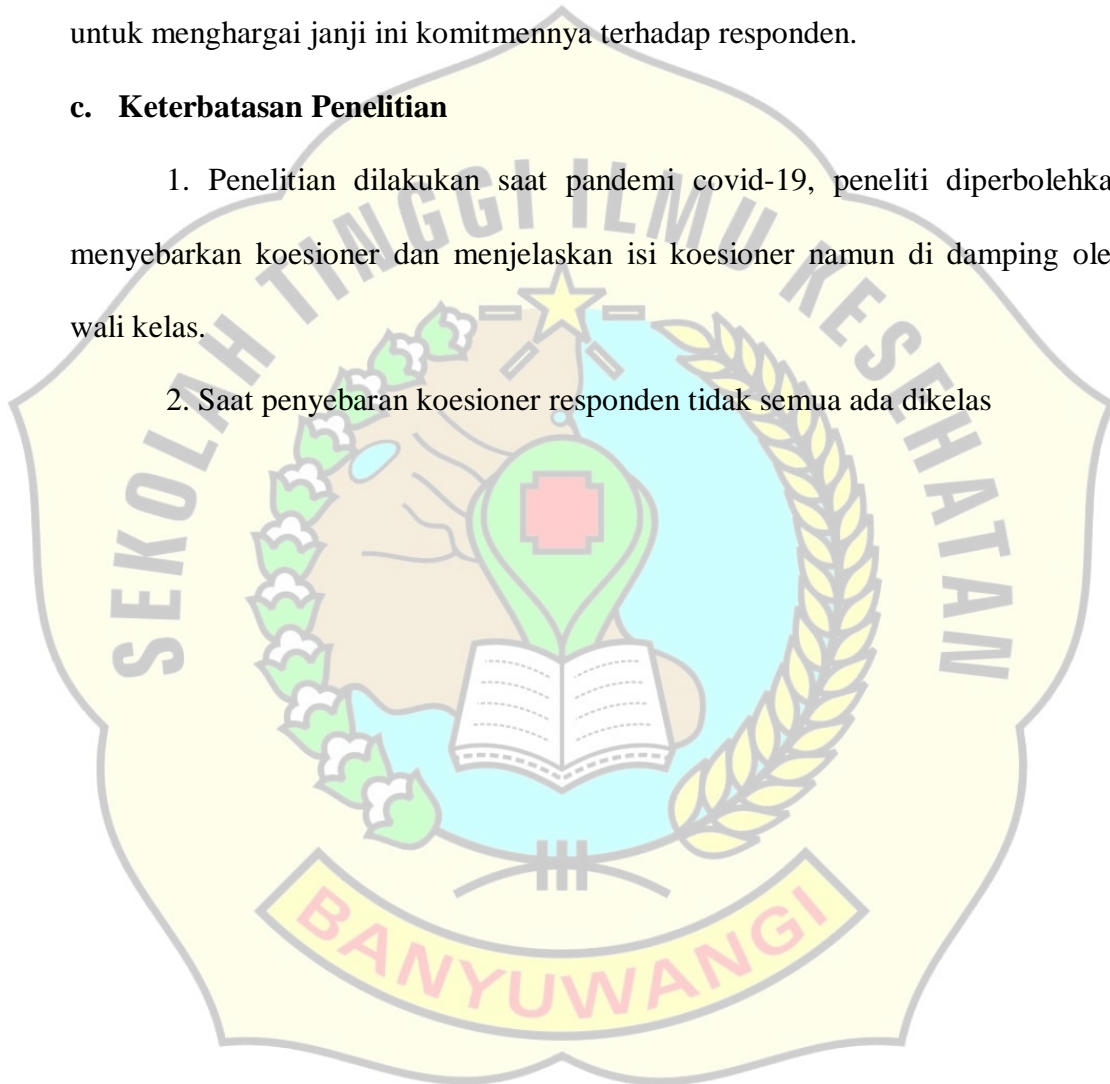 untuk menghargai janji ini komitmennya terhadap responden.
c. Keterbatasan Penelitian
1. Penelitian dilakukan saat pandemi covid-19, peneliti diperbolehka
menyebarkan koesioner dan menjelaskan isi koesioner namun di damping ole
wali kelas.
2. Saat penyebaran koesioner responden tidak semua ada dikelas
SEKOLAH TINGGI ILMU KESEHATAN
BANYUWANGI